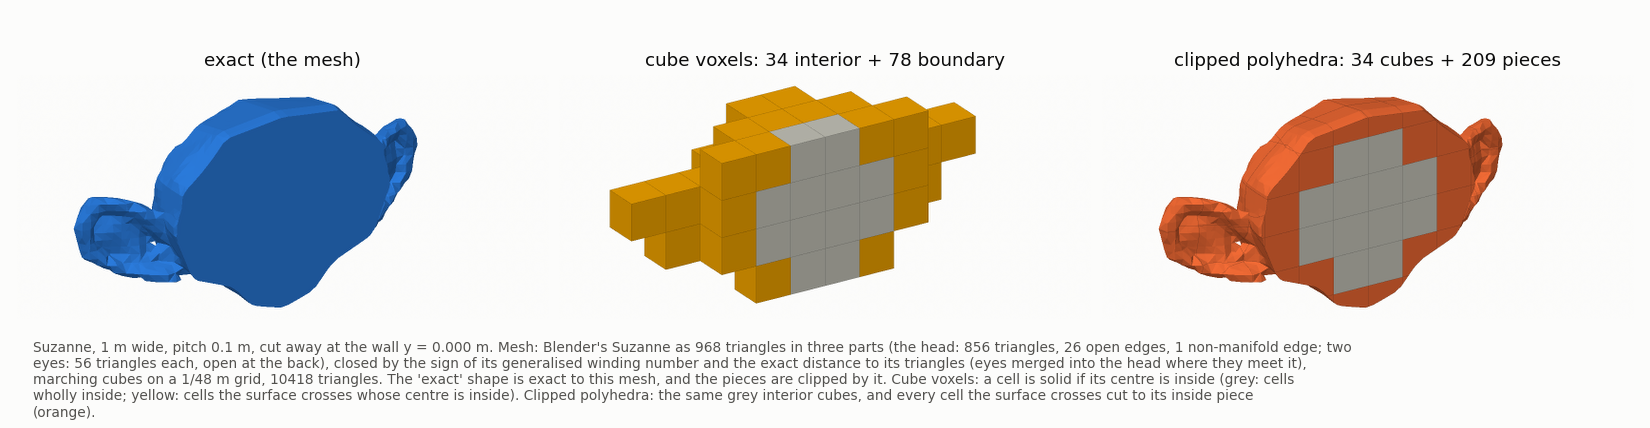 exact (the mesh)
cube voxels: 34 interior + 78 boundary
clipped polyhedra: 34 cubes + 209 pieces
Suzanne, 1 m wide, pitch 0.1 m, cut away at the wall y = 0.000 m. Mesh: Blender's Suzanne as 968 triangles in three parts (the head: 856 triangles, 26 open edges, 1 non-manifold edge; two
eyes: 56 triangles each, open at the back), closed by the sign of its generalised winding number and the exact distance to its triangles (eyes merged into the head where they meet it),
marching cubes on a 1/48 m grid, 10418 triangles. The 'exact' shape is exact to this mesh, and the pieces are clipped by it. Cube voxels: a cell is solid if its centre is inside (grey: cells
wholly inside; yellow: cells the surface crosses whose centre is inside). Clipped polyhedra: the same grey interior cubes, and every cell the surface crosses cut to its inside piece
(orange).